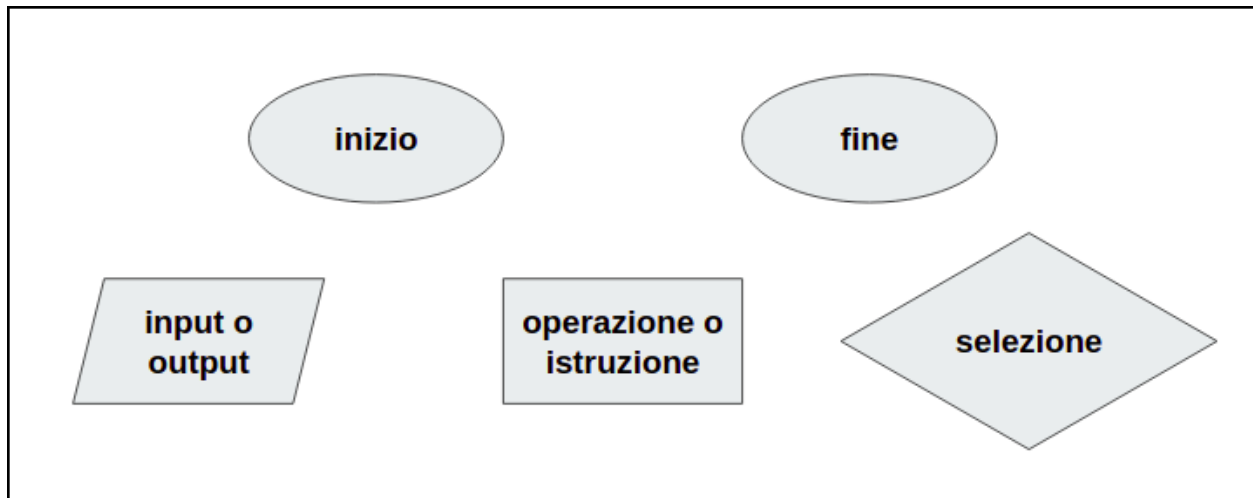 inizio
fine
input o
output
operazione o
istruzione
selezione